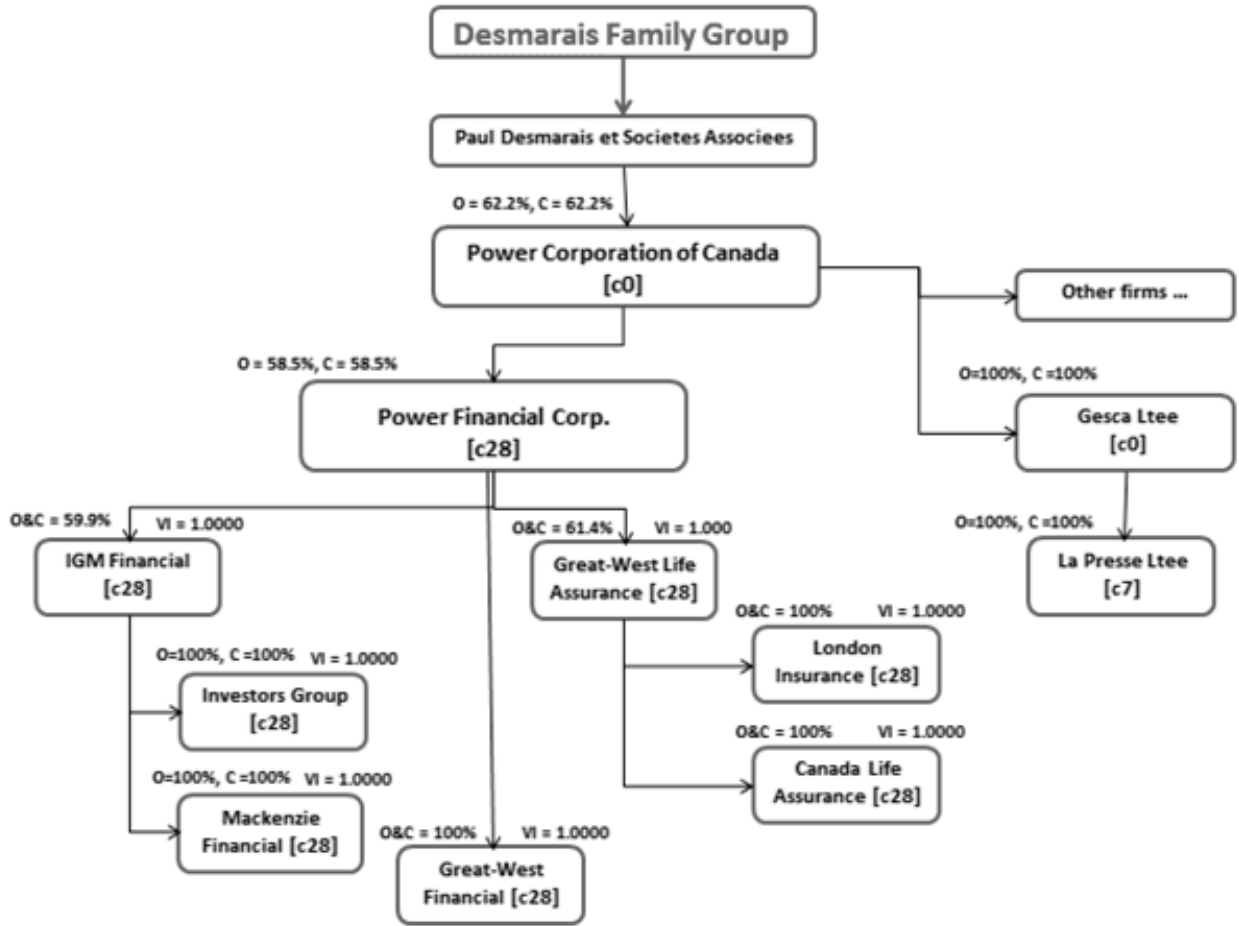 Desmarais Family Group
Paul Desmarais et Societes Associees
O = 62.2%, C = 62.2%
Power Corporation of Canada
[c0]
Other firms ...
O = 58.5%, C = 58.5%
O=100%, C =100%
Power Financial Corp.
[c28]
Gesca Ltee
[c0]
O&C = 59.9% VI = 1.0000
O&C = 61.4% VI = 1.000
O=100%, C =100%
IGM Financial
[c28]
Great-West Life
Assurance [c28]
La Presse Ltee
[c7]
O&C = 100% VI = 1.0000
London
Insurance [c28]
O=100%, C =100% VI = 1.0000
Investors Group
[c28]
O&C = 100% VI = 1.0000
Canada Life
Assurance [c28]
O=100%, C =100% VI = 1.0000
Mackenzie
Financial [c28]
O&C = 100% VI = 1.0000
Great-West
Financial [c28]